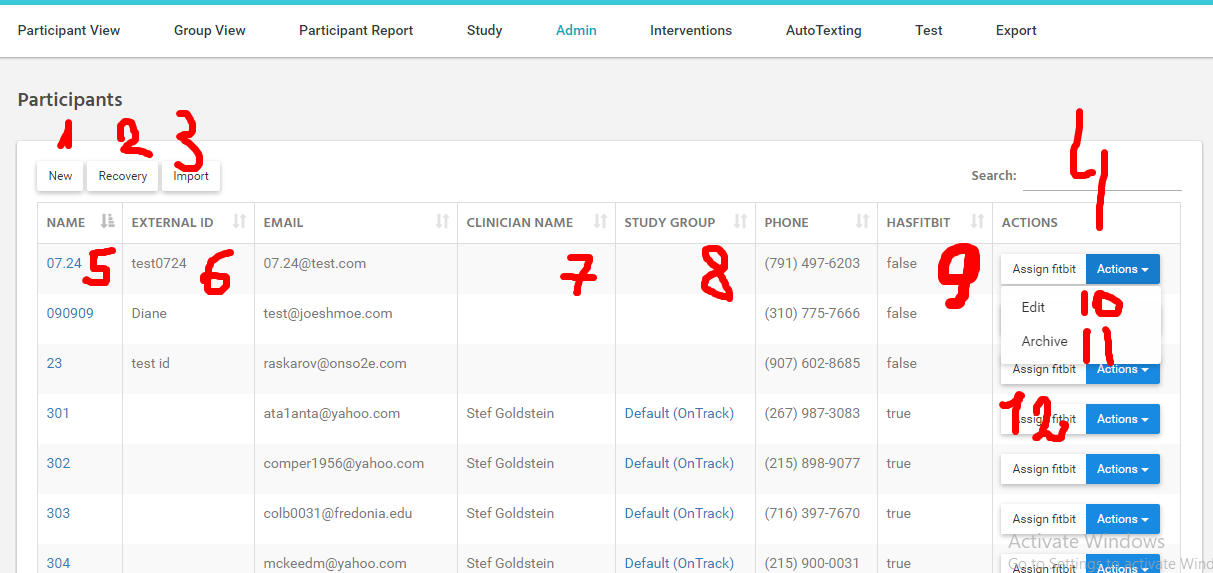 Participant View Group View Participant Report Study Admin Interventions AutoTexting Test Export
Participants
1 2 3 4
New Recovery Import Search:
NAME EXTERNAL ID EMAIL CLINICIAN NAME STUDY GROUP PHONE HASFITBIT ACTIONS
07.24 5 test0724 6 07.24@test.com 7 8 (791) 497-6203 false 9 Assign fitbit Actions
Edit 10
090909 Diane test@joeshmoe.com (310) 775-7666 false
Archive 11
23 test id raskarov@onso2e.com (907) 602-8685 false Assign fitbit Actions
301 ata1anta@yahoo.com Stef Goldstein Default (OnTrack) (267) 987-3083 true 12 Assign fitbit Actions
302 comper1956@yahoo.com Stef Goldstein Default (OnTrack) (215) 898-9077 true Assign fitbit Actions
303 colb0031@fredonia.edu Stef Goldstein Default (OnTrack) (716) 397-7670 true Assign fitbit Actions
Activate Windows
304 mckeedm@yahoo.com Stef Goldstein Default (OnTrack) (215) 900-0031 true Assign fitbit Actions
Go to Settings to activate Wind